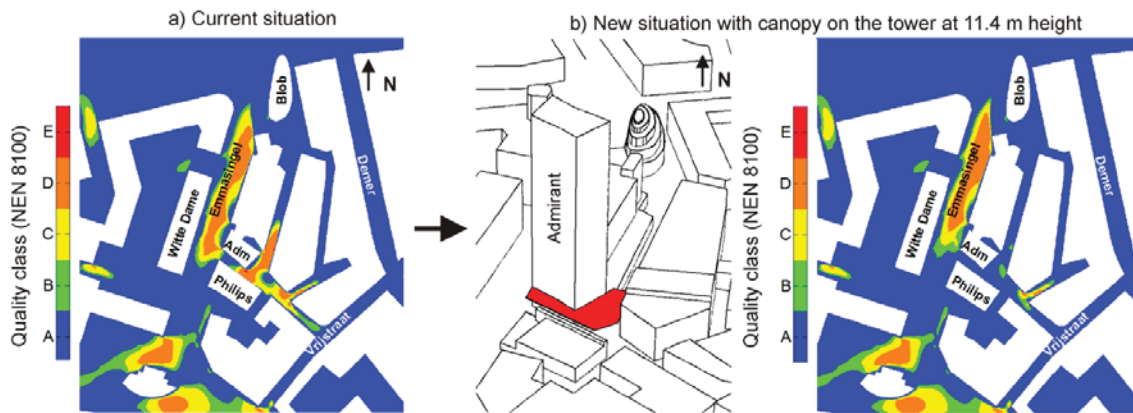 a) Current situation
b) New situation with canopy on the tower at 11.4 m height
Quality class (NEN 8100)
E
D
C
B
A
N
Blob
Demer
Emmasingel
Witte Dame
Adm
Philips
Vrijstraat
N
Admirant
Quality class (NEN 8100)
E
D
C
B
A
N
Blob
Demer
Emmasingel
Witte Dame
Adm
Philips
Vrijstraat